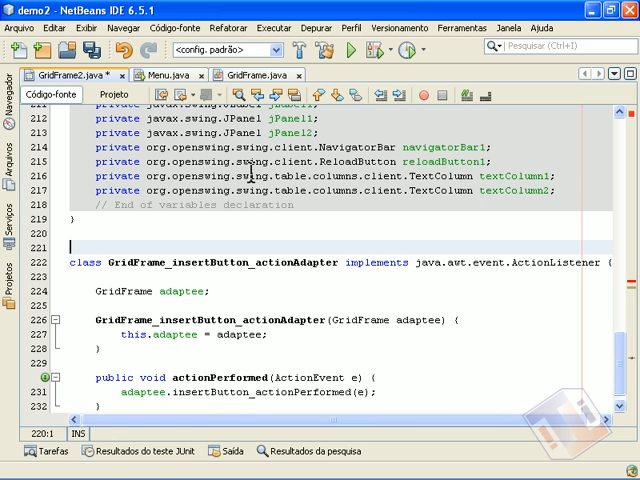 demo2 - NetBeans IDE 6.5.1
Arquivo Editar Exibir Navegar Código-fonte Refatorar Executar Depurar Perfil Versionamento Ferramentas Janela Ajuda
<config. padrão> Pesquisar (Ctrl+I)
GridFrame2.java * Menu.java GridFrame.java
Código-fonte Projeto
Navegador
Arquivos
Serviços
Projetos
211 private javax.swing.JLabel jLabel1;
212 private javax.swing.JPanel jPanel1;
213 private javax.swing.JPanel jPanel2;
214 private org.openswing.swing.client.NavigatorBar navigatorBar1;
215 private org.openswing.swing.client.ReloadButton reloadButton1;
216 private org.openswing.swing.table.columns.client.TextColumn textColumn1;
217 private org.openswing.swing.table.columns.client.TextColumn textColumn2;
218 // End of variables declaration
219 }
220
221
222 class GridFrame_insertButton_actionAdapter implements java.awt.event.ActionListener {
223
224 GridFrame adaptee;
225
226 GridFrame_insertButton_actionAdapter(GridFrame adaptee) {
227 this.adaptee = adaptee;
228 }
229
public void actionPerformed(ActionEvent e) {
231 adaptee.insertButton_actionPerformed(e);
232 }
220:1 INS
Tarefas Resultados do teste JUnit Saída Resultados da pesquisa